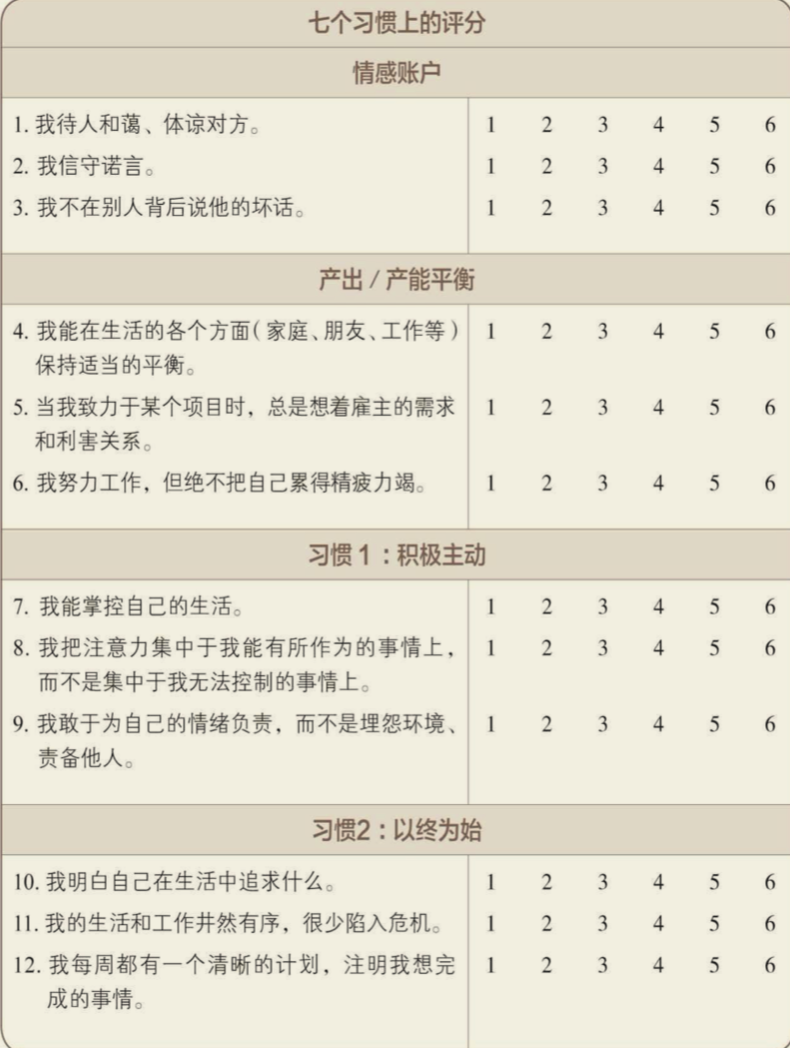 七个习惯上的评分
情感账户
1. 我待人和蔼、体谅对方。 1 2 3 4 5 6
2. 我信守诺言。 1 2 3 4 5 6
3. 我不在别人背后说他的坏话。 1 2 3 4 5 6
产出 / 产能平衡
4. 我能在生活的各个方面（家庭、朋友、工作等） 1 2 3 4 5 6
保持适当的平衡。
5. 当我致力于某个项目时，总是想着雇主的需求 1 2 3 4 5 6
和利害关系。
6. 我努力工作，但绝不把自己累得精疲力竭。 1 2 3 4 5 6
习惯 1 ：积极主动
7. 我能掌控自己的生活。 1 2 3 4 5 6
8. 我把注意力集中于我能有所作为的事情上， 1 2 3 4 5 6
而不是集中于我无法控制的事情上。
9. 我敢于为自己的情绪负责，而不是埋怨环境、 1 2 3 4 5 6
责备他人。
习惯2：以终为始
10. 我明白自己在生活中追求什么。 1 2 3 4 5 6
11. 我的生活和工作井然有序，很少陷入危机。 1 2 3 4 5 6
12. 我每周都有一个清晰的计划，注明我想完 1 2 3 4 5 6
成的事情。